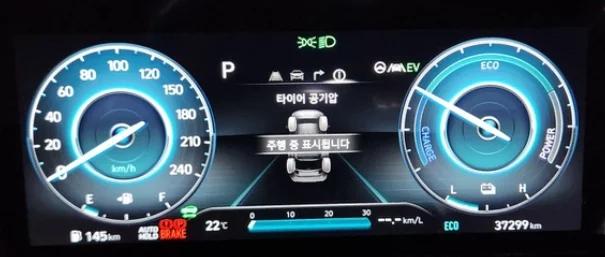 20 40 60 80 100 120 150 180 210 240
0
km/h
E F
P
EV
타이어 공기압
주행 중 표시됩니다
ECO
CHARGE
POWER
L H
145km
AUTO HOLD
(P) BRAKE
22℃
0 10 20 30
--.-km/L
ECO
37299km